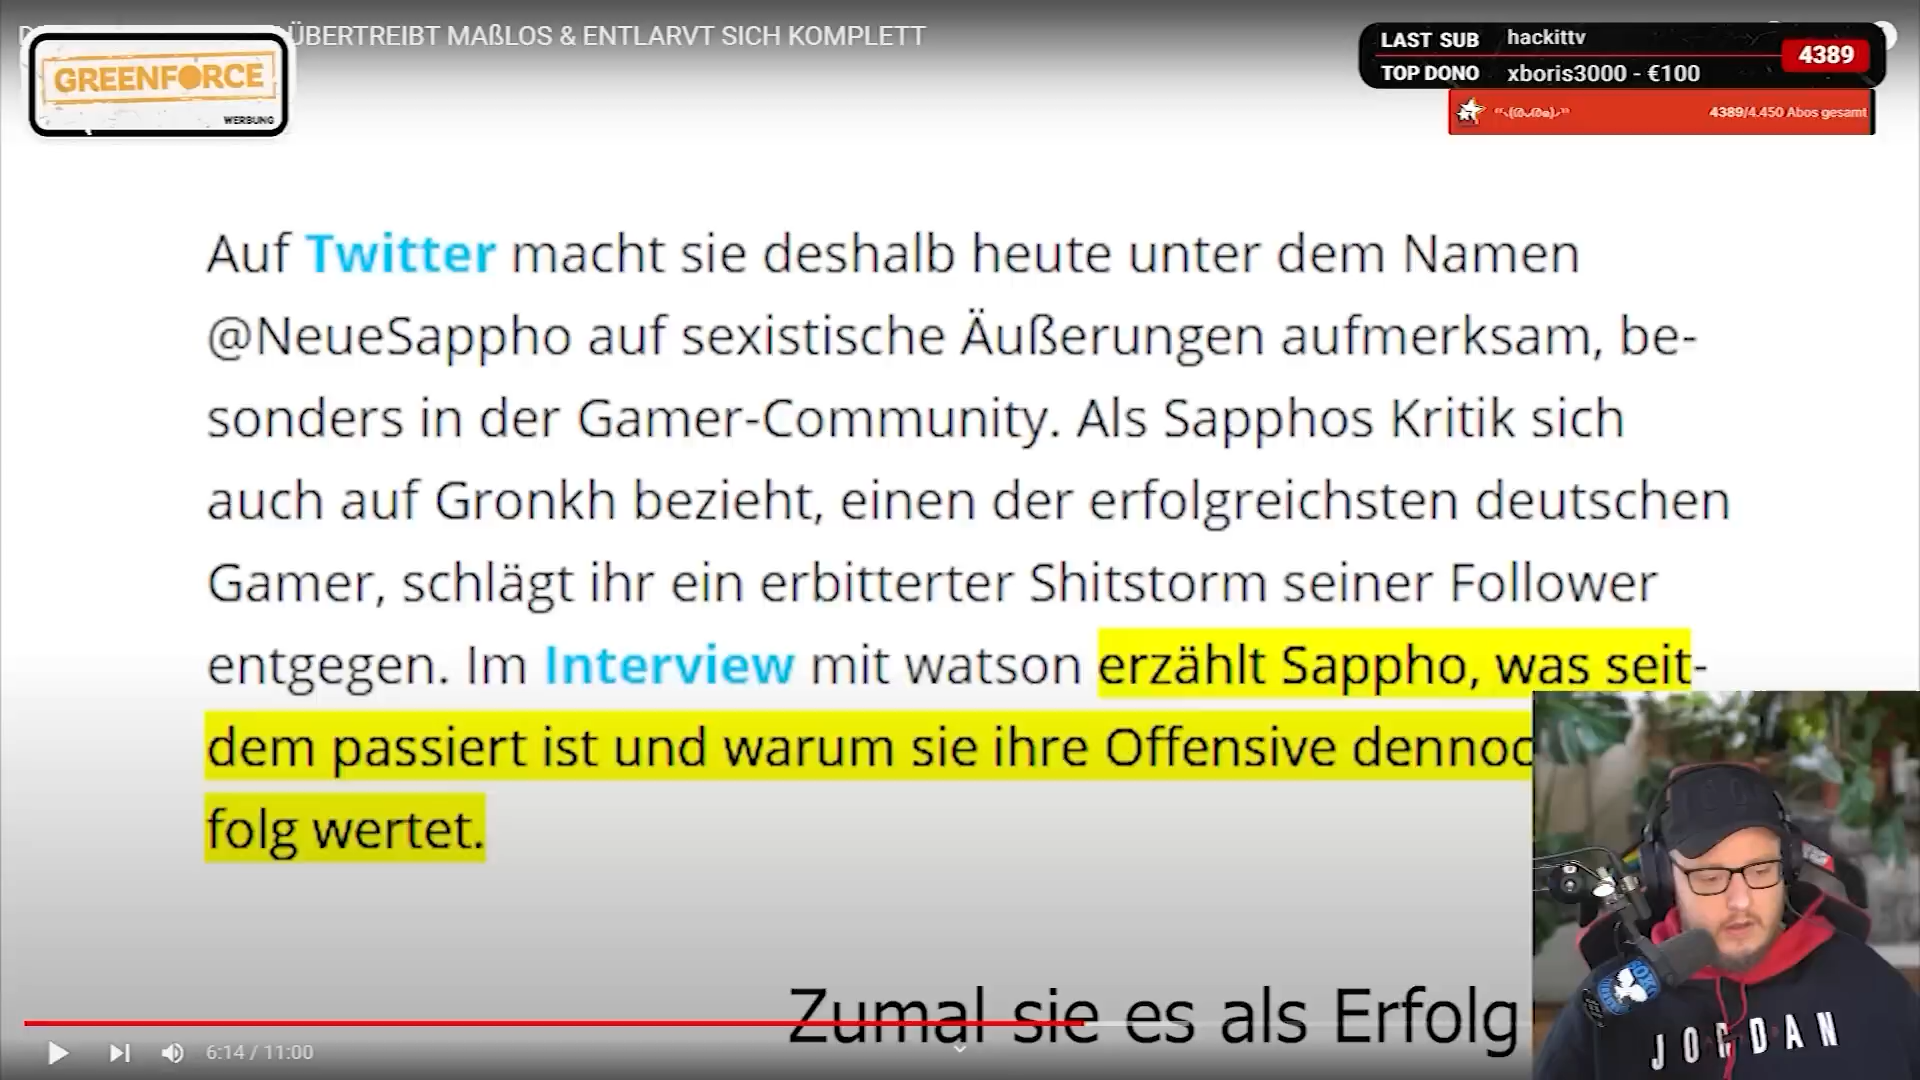 ÜBERTREIBT MAßLOS & ENTLARVT SICH KOMPLETT
GREENFORCE
WERBUNG
LAST SUB hackittv
TOP DONO xboris3000 - €100
4389
4389/4.450 Abos gesamt
Auf Twitter macht sie deshalb heute unter dem Namen
@NeueSappho auf sexistische Äußerungen aufmerksam, be-
sonders in der Gamer-Community. Als Sapphos Kritik sich
auch auf Gronkh bezieht, einen der erfolgreichsten deutschen
Gamer, schlägt ihr ein erbitterter Shitstorm seiner Follower
entgegen. Im Interview mit watson erzählt Sappho, was seit-
dem passiert ist und warum sie ihre Offensive
folg wertet.
Zumal sie es als Erfolg
6:14 / 11:00
JORDAN